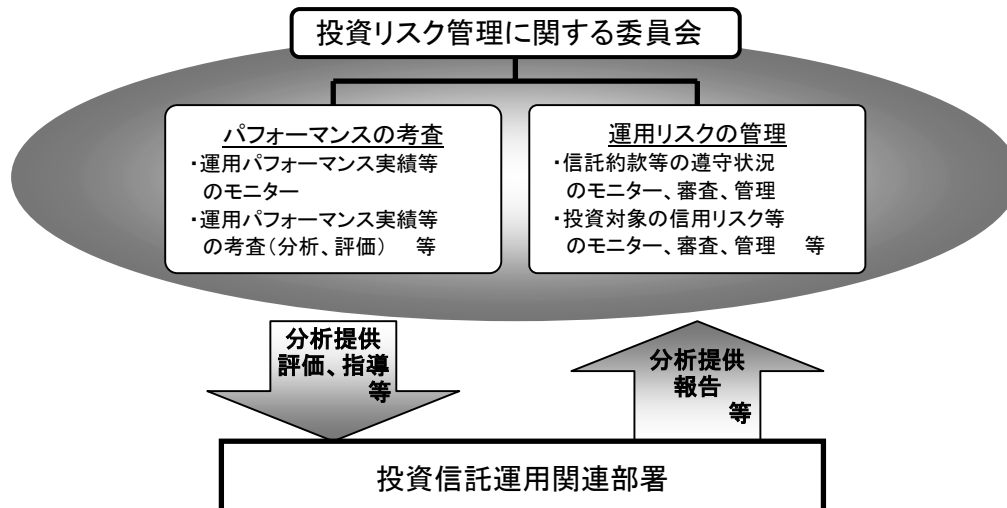 投資リスク管理に関する委員会
パフォーマンスの考査
・運用パフォーマンス実績等
のモニター
・運用パフォーマンス実績等
の考査(分析、評価)　等
運用リスクの管理
・信託約款等の遵守状況
のモニター、審査、管理
・投資対象の信用リスク等
のモニター、審査、管理　等
分析提供
評価、指導
等
分析提供
報告
等
投資信託運用関連部署